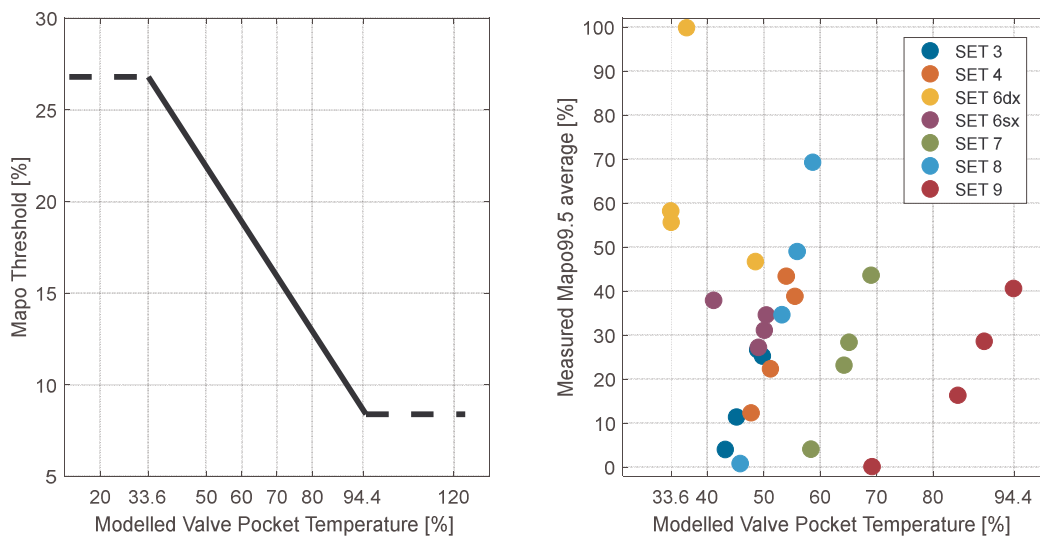 30
25
20
15
10
5
Mapo Threshold [%]
20 33.6 50 60 70 80 94.4 120
Modelled Valve Pocket Temperature [%]
100
90
80
70
60
50
40
30
20
10
0
Measured Mapo99.5 average [%]
33.6 40 50 60 70 80 94.4
Modelled Valve Pocket Temperature [%]
SET 3
SET 4
SET 6dx
SET 6sx
SET 7
SET 8
SET 9